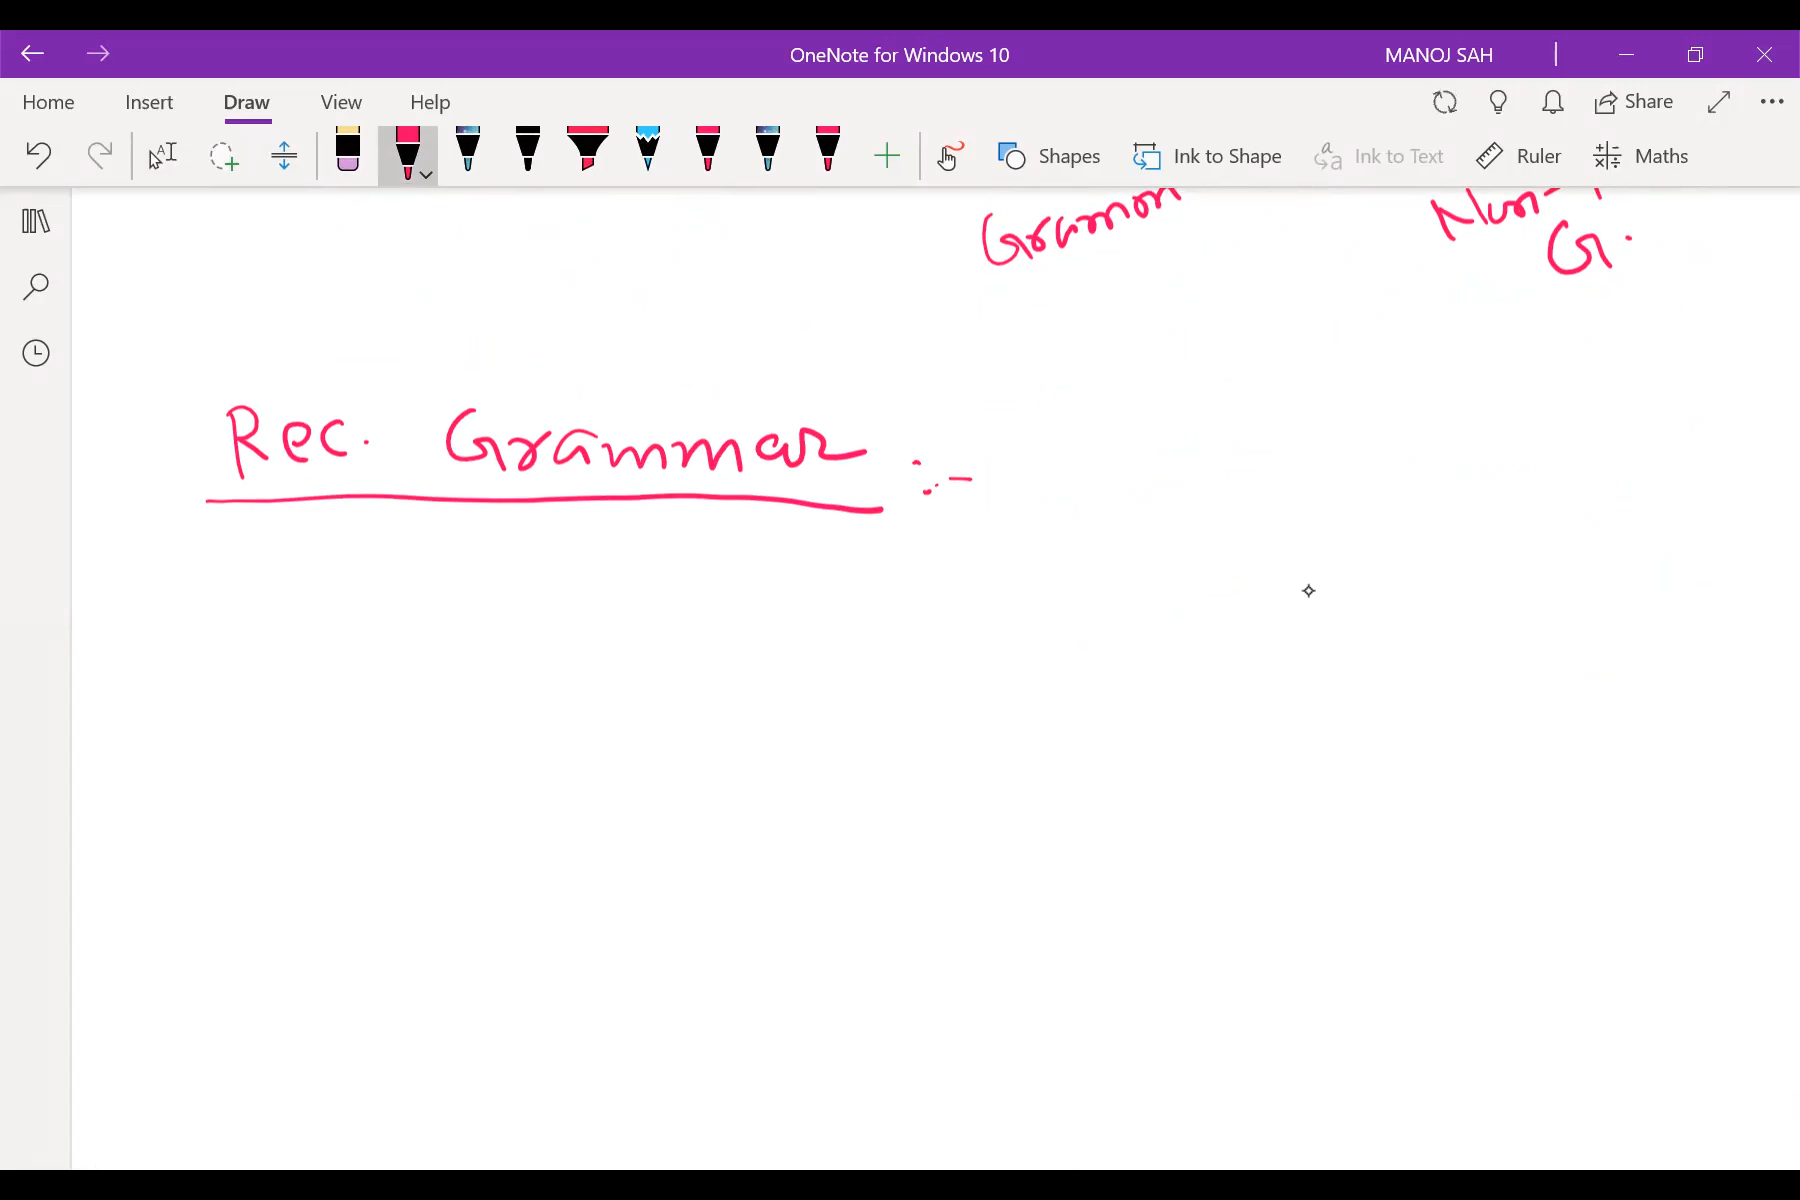 OneNote for Windows 10
MANOJ SAH
Home Insert Draw View Help
Share
Shapes Ink to Shape Ink to Text Ruler Maths
G.
Rec. Grammar :-